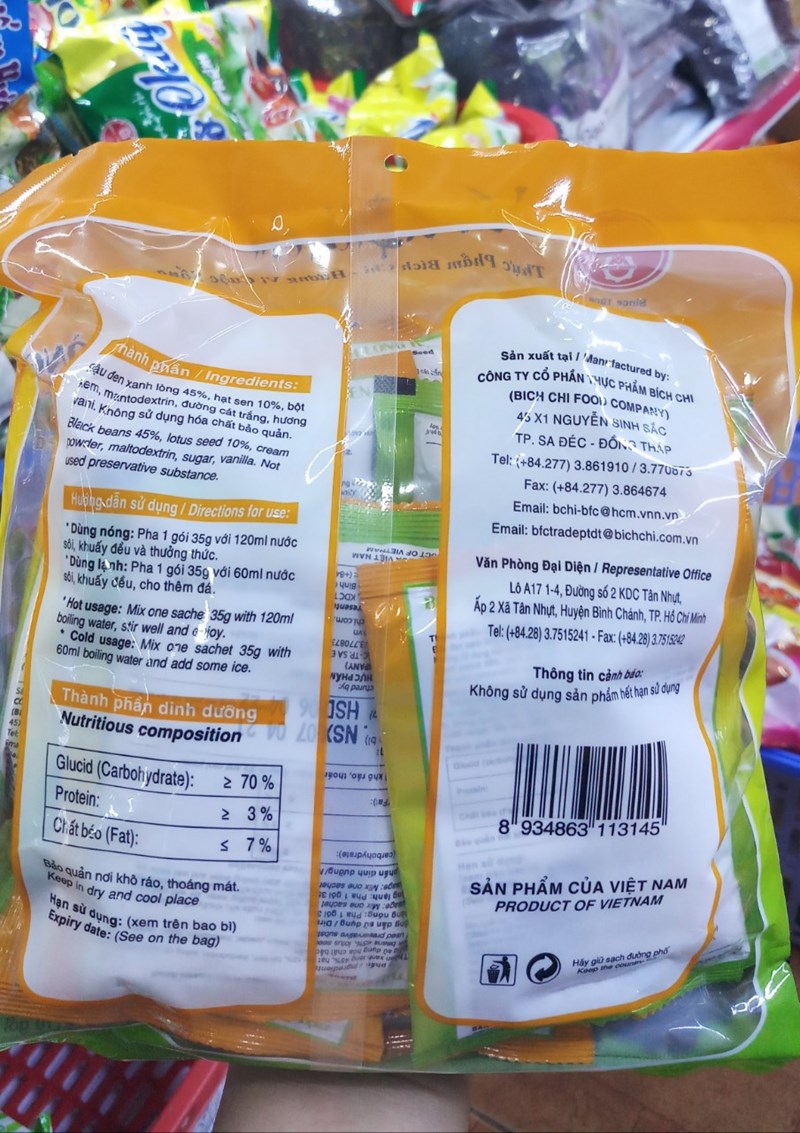 Okay
Thực Phẩm Bích Chi - Hương Vị Cuộc Sống
Since 1966
Thành phần / Ingredients:
Đậu đen xanh lòng 45%, hạt sen 10%, bột
kem, mantodextrin, đường cát trắng, hương
vani. Không sử dụng hóa chất bảo quản.
Black beans 45%, lotus seed 10%, cream
powder, maltodextrin, sugar, vanilla. Not
used preservative substance.
Hướng dẫn sử dụng / Directions for use:
*Dùng nóng: Pha 1 gói 35g với 120ml nước
sôi, khuấy đều và thưởng thức.
*Dùng lạnh: Pha 1 gói 35g với 60ml nước
sôi, khuấy đều, cho thêm đá.
*Hot usage: Mix one sachet 35g with 120ml
boiling water, stir well and enjoy.
* Cold usage: Mix one sachet 35g with
60ml boiling water and add some ice.
Thành phần dinh dưỡng
Nutritious composition
Glucid (Carbohydrate): ≥ 70 %
Protein: ≥ 3 %
Chất béo (Fat): ≤ 7 %
Bảo quản nơi khô ráo, thoáng mát.
Keep in dry and cool place
Hạn sử dụng: (xem trên bao bì)
Expiry date: (See on the bag)
Sản xuất tại / Manufactured by:
CÔNG TY CỔ PHẦN THỰC PHẨM BÍCH CHI
(BICH CHI FOOD COMPANY)
45 X1 NGUYỄN SINH SẮC
TP. SA ĐÉC - ĐỒNG THÁP
Tel: (+84.277) 3.861910 / 3.770873
Fax: (+84.277) 3.864674
Email: bchi-bfc@hcm.vnn.vn
Email: bfctradeptdt@bichchi.com.vn
Văn Phòng Đại Diện / Representative Office
Lô A17 1-4, Đường số 2 KDC Tân Nhựt,
Ấp 2 Xã Tân Nhựt, Huyện Bình Chánh, TP. Hồ Chí Minh
Tel: (+84.28) 3.7515241 - Fax: (+84.28) 3.7515242
Thông tin cảnh báo:
Không sử dụng sản phẩm hết hạn sử dụng
8 934863 113145
SẢN PHẨM CỦA VIỆT NAM
PRODUCT OF VIETNAM
Hãy giữ sạch đường phố
Keep the country